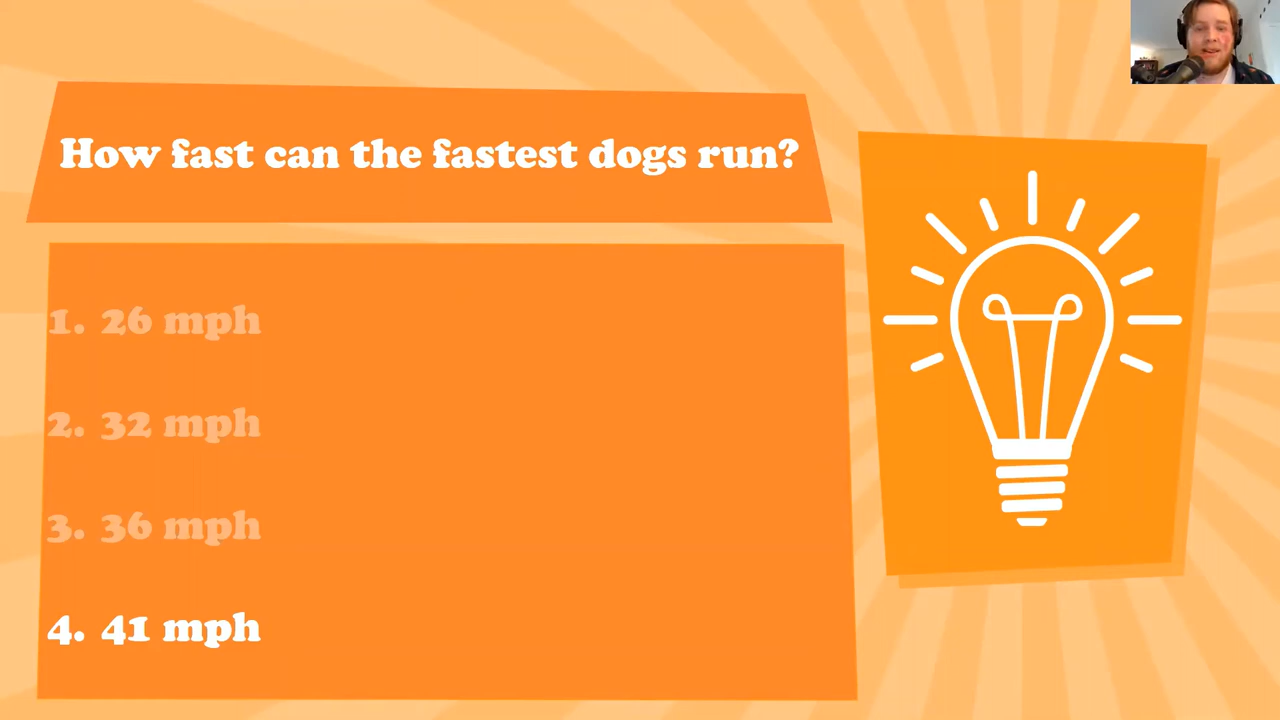 How fast can the fastest dogs run?
1. 26 mph
2. 32 mph
3. 36 mph
4. 41 mph